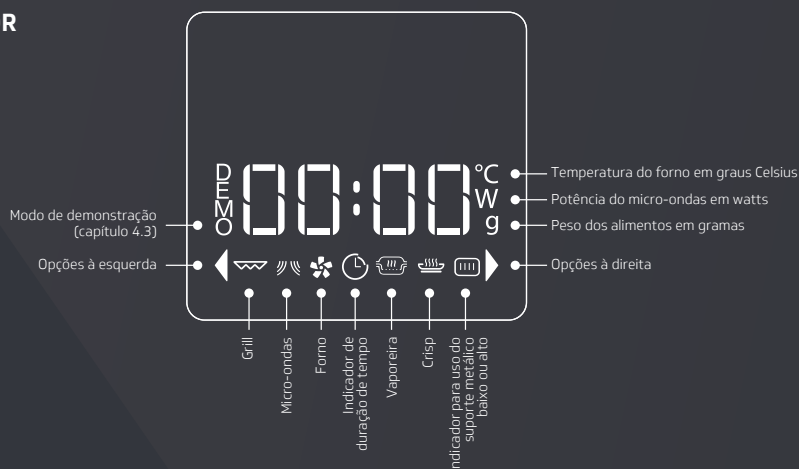 OR
DEMO
00:00
°C
W
g
Temperatura do forno em graus Celsius
Potência do micro-ondas em watts
Peso dos alimentos em gramas
Modo de demonstração
(capítulo 4.3)
Opções à esquerda
Opções à direita
Grill
Micro-ondas
Forno
Indicador de
duração de tempo
Vaporeira
Crisp
ndicador para uso do
suporte metálico
baixo ou alto